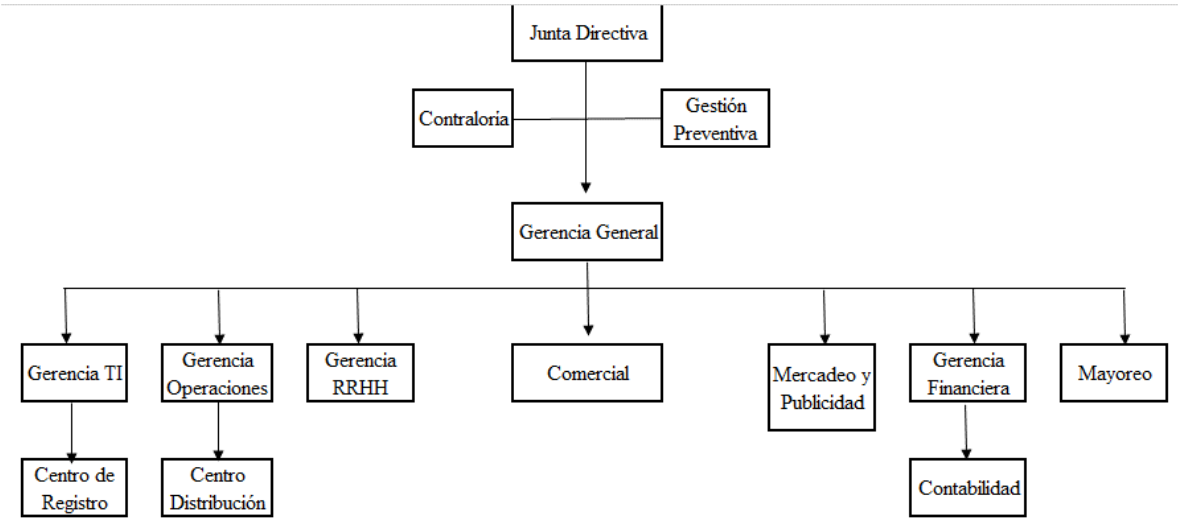 Junta Directiva
Contraloría
Gestión
Preventiva
Gerencia General
Gerencia TI
Gerencia
Operaciones
Gerencia
RRHH
Comercial
Mercadeo y
Publicidad
Gerencia
Financiera
Mayoreo
Centro de
Registro
Centro
Distribución
Contabilidad